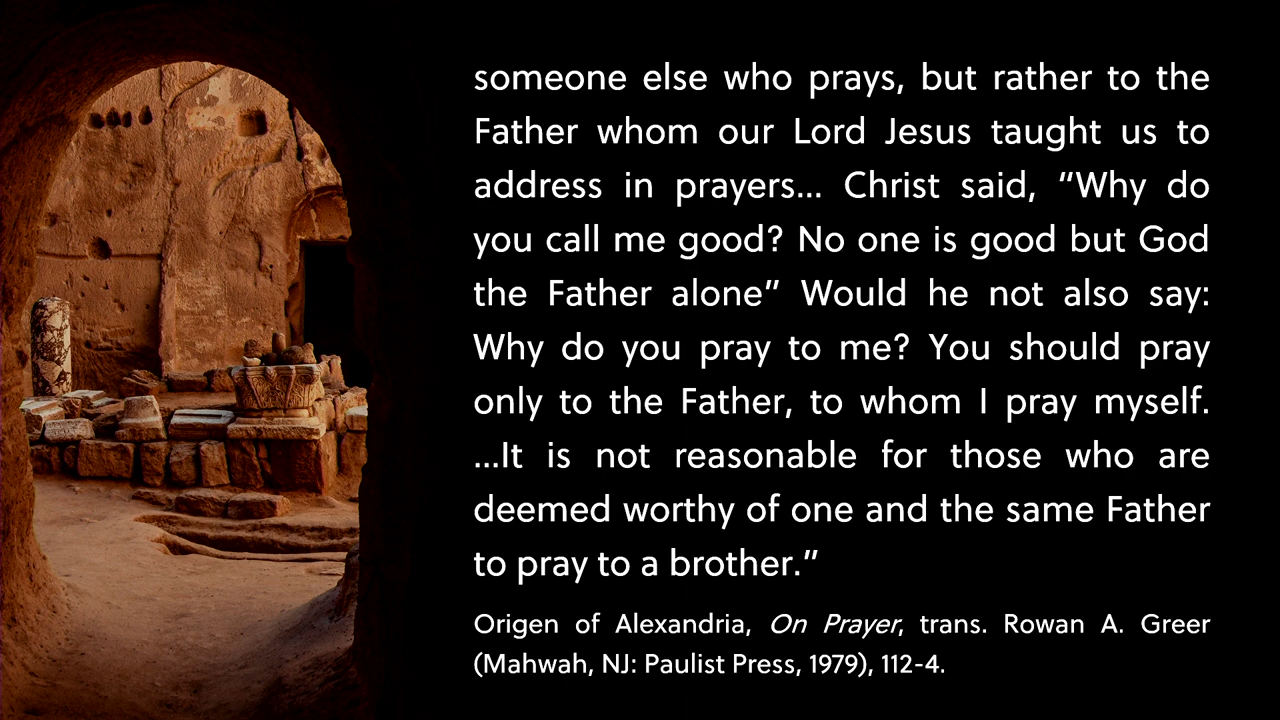 someone else who prays, but rather to the
Father whom our Lord Jesus taught us to
address in prayers... Christ said, “Why do
you call me good? No one is good but God
the Father alone” Would he not also say:
Why do you pray to me? You should pray
only to the Father, to whom I pray myself.
...It is not reasonable for those who are
deemed worthy of one and the same Father
to pray to a brother.”
Origen of Alexandria, On Prayer, trans. Rowan A. Greer
(Mahwah, NJ: Paulist Press, 1979), 112-4.